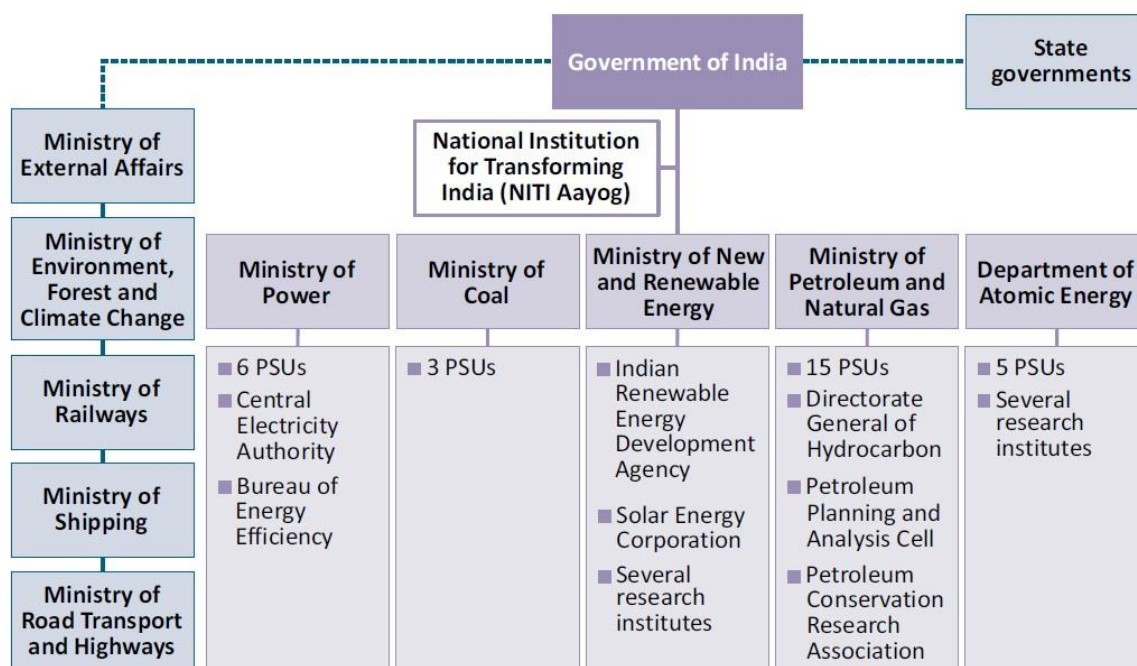 Government of India
State
governments
National Institution
for Transforming
India (NITI Aayog)
Ministry of
External Affairs
Ministry of
Environment,
Forest and
Climate Change
Ministry of
Railways
Ministry of
Shipping
Ministry of
Road Transport
and Highways
Ministry of
Power
6 PSUs
Central
Electricity
Authority
Bureau of
Energy
Efficiency
Ministry of
Coal
3 PSUs
Ministry of New
and Renewable
Energy
Indian
Renewable
Energy
Development
Agency
Solar Energy
Corporation
Several
research
institutes
Ministry of
Petroleum and
Natural Gas
15 PSUs
Directorate
General of
Hydrocarbon
Petroleum
Planning and
Analysis Cell
Petroleum
Conservation
Research
Association
Department of
Atomic Energy
5 PSUs
Several
research
institutes